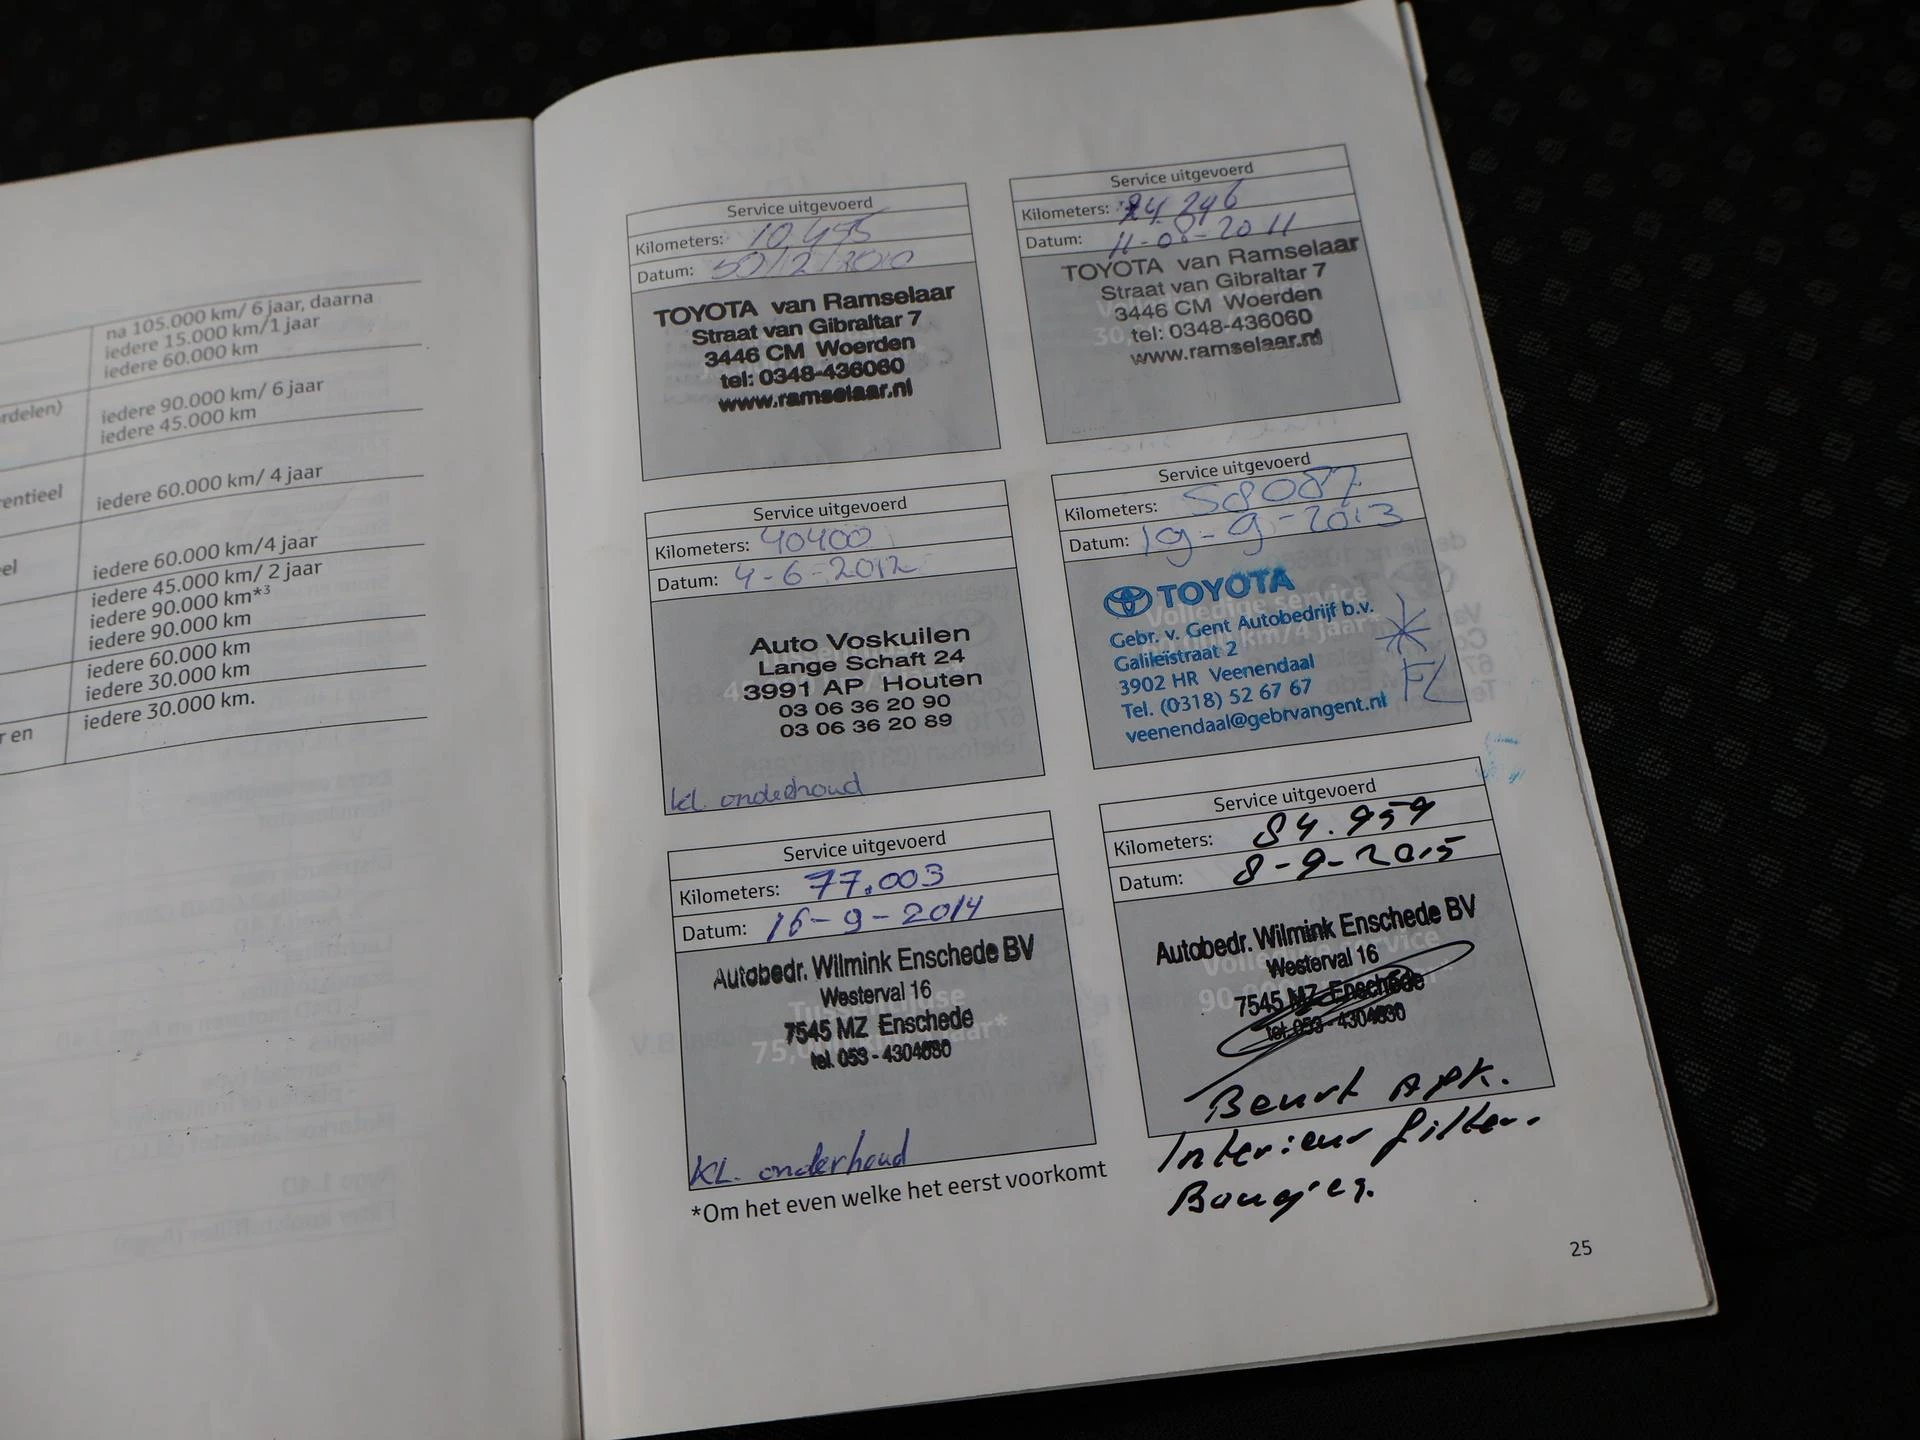 na 105.000 km/ 6 jaar, daarna
iedere 15.000 km/1 jaar
iedere 60.000 km
rdelen)
iedere 90.000 km/ 6 jaar
iedere 45.000 km
rentieel
iedere 60.000 km/ 4 jaar
eel
iedere 60.000 km/4 jaar
iedere 45.000 km/ 2 jaar
iedere 90.000 km*³
iedere 90.000 km
iedere 60.000 km
iedere 30.000 km
r en
iedere 30.000 km.
Service uitgevoerd
Kilometers: 10,475
Datum: 30/2/2010
TOYOTA van Ramselaar
Straat van Gibraltar 7
3446 CM Woerden
tel: 0348-436060
www.ramselaar.nl
Service uitgevoerd
Kilometers: 24.246
Datum: 11-08-2011
TOYOTA van Ramselaar
Straat van Gibraltar 7
3446 CM Woerden
tel: 0348-436060
www.ramselaar.nl
Service uitgevoerd
Kilometers: 40400
Datum: 4-6-2012
Auto Voskuilen
Lange Schaft 24
3991 AP Houten
03 06 36 20 90
03 06 36 20 89
kl. onderhoud
Service uitgevoerd
Kilometers: 58087
Datum: 19-9-2013
TOYOTA
Gebr. v. Gent Autobedrijf b.v.
Galileïstraat 2
3902 HR Veenendaal
Tel. (0318) 52 67 67
veenendaal@gebrvangent.nl
FL
Service uitgevoerd
Kilometers: 77.003
Datum: 16-9-2014
Autobedr. Wilmink Enschede BV
Westerval 16
7545 MZ Enschede
tel. 053 - 4304830
KL. onderhoud
Service uitgevoerd
Kilometers: 84.959
Datum: 8-9-2015
Autobedr. Wilmink Enschede BV
Westerval 16
7545 MZ Enschede
tel. 053 - 4304830
Beurt APK.
Interieur filter.
Bougies.
*Om het even welke het eerst voorkomt
25